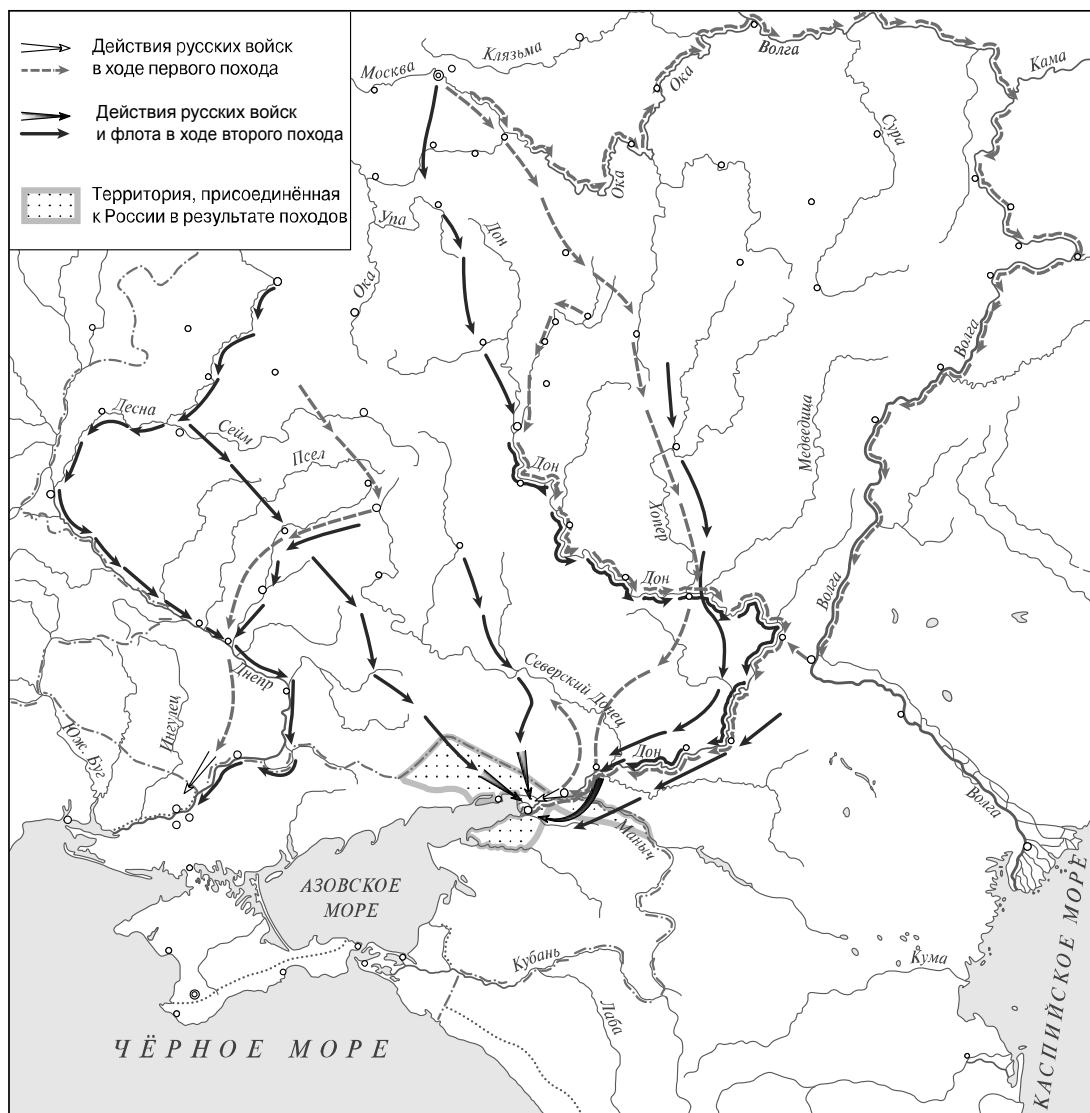 Действия русских войск
в ходе первого похода
Действия русских войск
и флота в ходе второго похода
Территория, присоединённая
к России в результате походов
Москва
Клязьма
Волга
Кама
Ока
Сура
Ока
Упа
Дон
Ока
Волга
Десна
Сейм
Псел
Медведица
Дон
Хопер
Дон
Волга
Днепр
Северский Донец
Ингулец
Юж. Буг
Дон
Волга
Маныч
АЗОВСКОЕ
МОРЕ
Кубань
Кума
Лаба
ЧЁРНОЕ МОРЕ
КАСПИЙСКОЕ МОРЕ